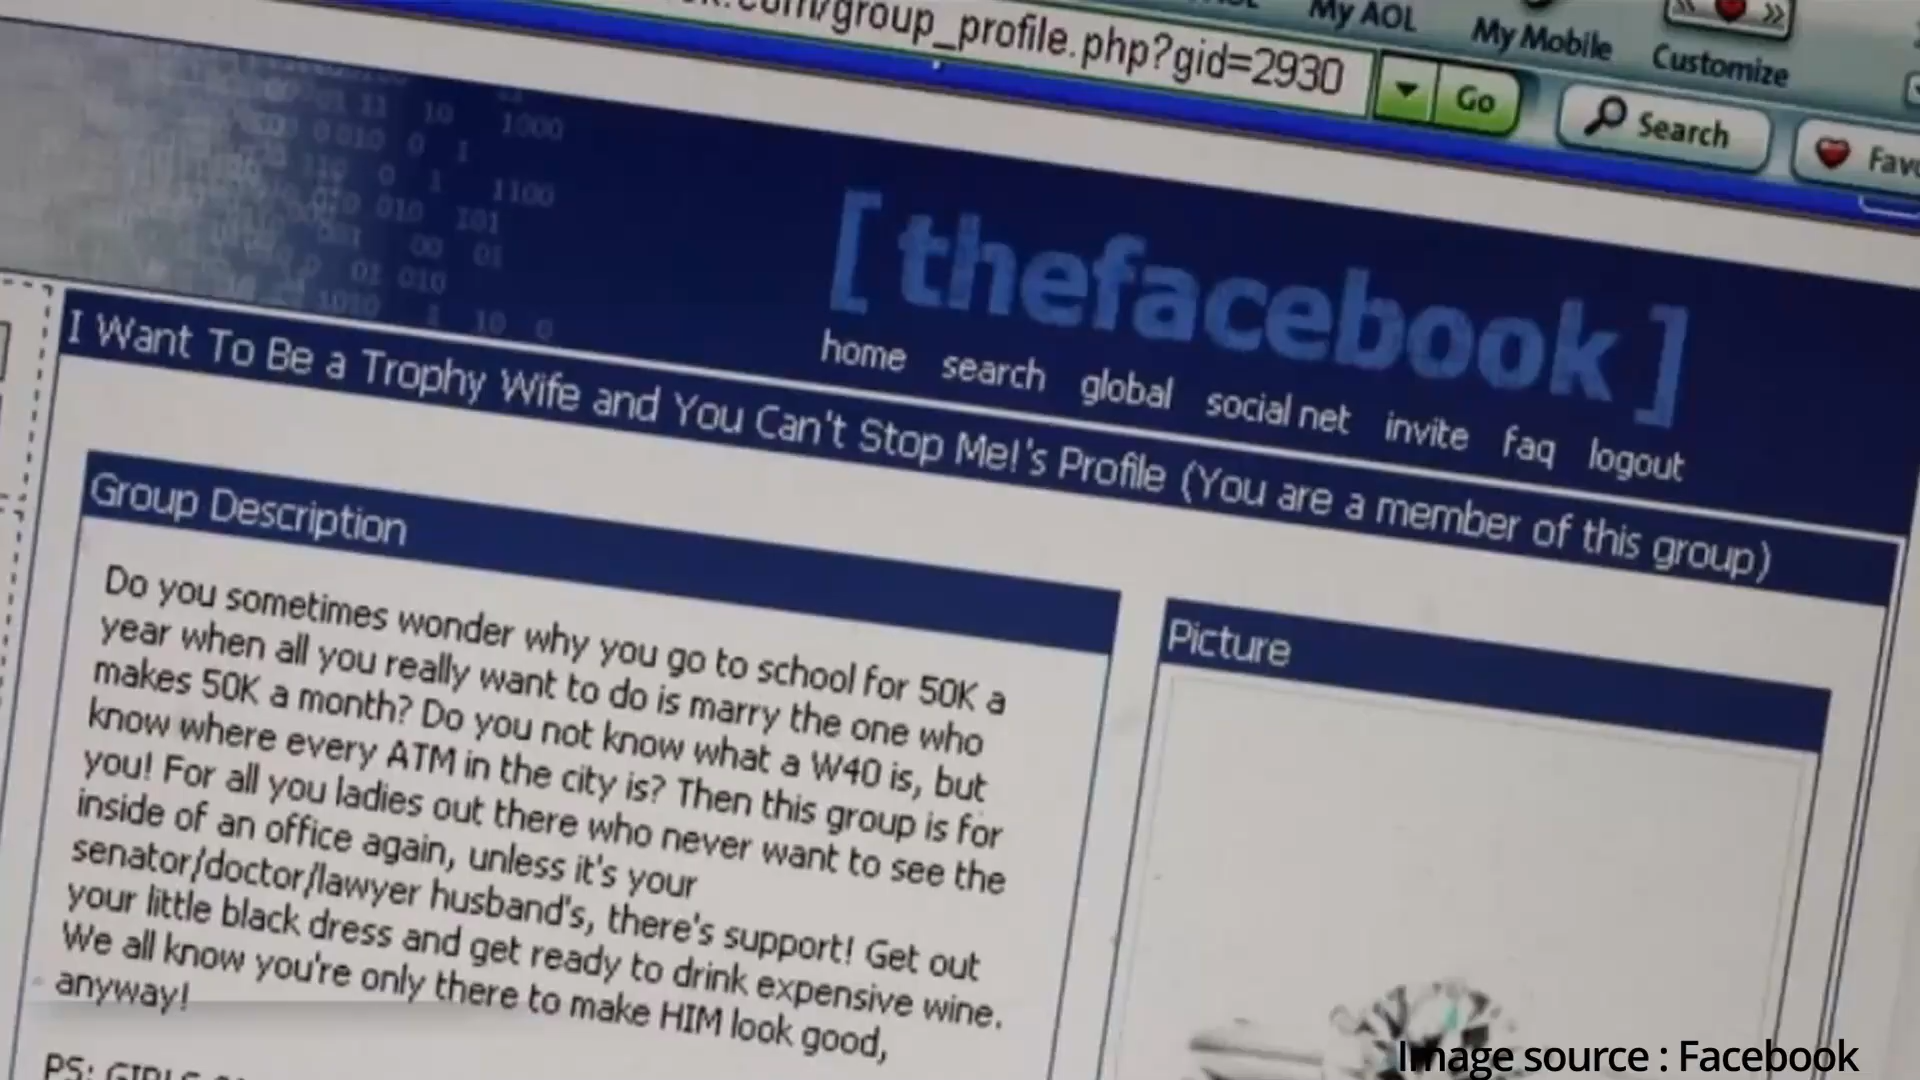 My AOL
My Mobile
Customize
.com/group_profile.php?gid=2930
Go
Search
[ thefacebook ]
home search global social net invite faq logout
I Want To Be a Trophy Wife and You Can't Stop Me!'s Profile (You are a member of this group)
Group Description
Do you sometimes wonder why you go to school for 50K a
year when all you really want to do is marry the one who
makes 50K a month? Do you not know what a W40 is, but
know where every ATM in the city is? Then this group is for
you! For all you ladies out there who never want to see the
inside of an office again, unless it's your
senator/doctor/lawyer husband's, there's support! Get out
your little black dress and get ready to drink expensive wine.
We all know you're only there to make HIM look good,
anyway!
PS:
Picture
Image source : Facebook